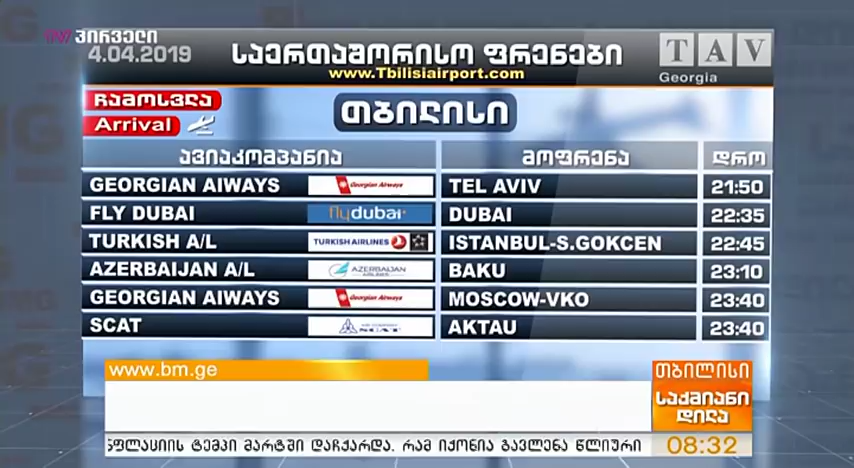 TV ᲞᲘᲠᲕᲔᲚᲘ
4.04.2019
ᲡᲐᲔᲠᲗᲐᲨᲝᲠᲘᲡᲝ ᲤᲠᲔᲜᲔᲑᲘ
www.Tbilisiairport.com
TAV
Georgia
ᲩᲐᲛᲝᲡᲕᲚᲐ
Arrival
ᲗᲑᲘᲚᲘᲡᲘ
ᲐᲕᲘᲐᲙᲝᲛᲞᲐᲜᲘᲐ ᲛᲝᲤᲠᲔᲜᲐ ᲓᲠᲝ
GEORGIAN AIWAYS Georgian Airways TEL AVIV 21:50
FLY DUBAI flydubai DUBAI 22:35
TURKISH A/L TURKISH AIRLINES ISTANBUL-S.GOKCEN 22:45
AZERBAIJAN A/L AZERBAIJAN AIRLINES BAKU 23:10
GEORGIAN AIWAYS Georgian Airways MOSCOW-VKO 23:40
SCAT SCAT AKTAU 23:40
www.bm.ge
ᲗᲑᲘᲚᲘᲡᲘ
ᲡᲐᲥᲛᲘᲐᲜᲘ
ᲓᲘᲚᲐ
ᲜᲤᲚᲐᲪᲘᲘᲡ ᲢᲔᲛᲞᲘ ᲛᲐᲠᲢᲨᲘ ᲓᲐᲩᲥᲐᲠᲓᲐ. ᲠᲐᲛ ᲘᲥᲝᲜᲘᲐ ᲒᲐᲕᲚᲔᲜᲐ ᲬᲚᲘᲣᲠᲘ
08:32